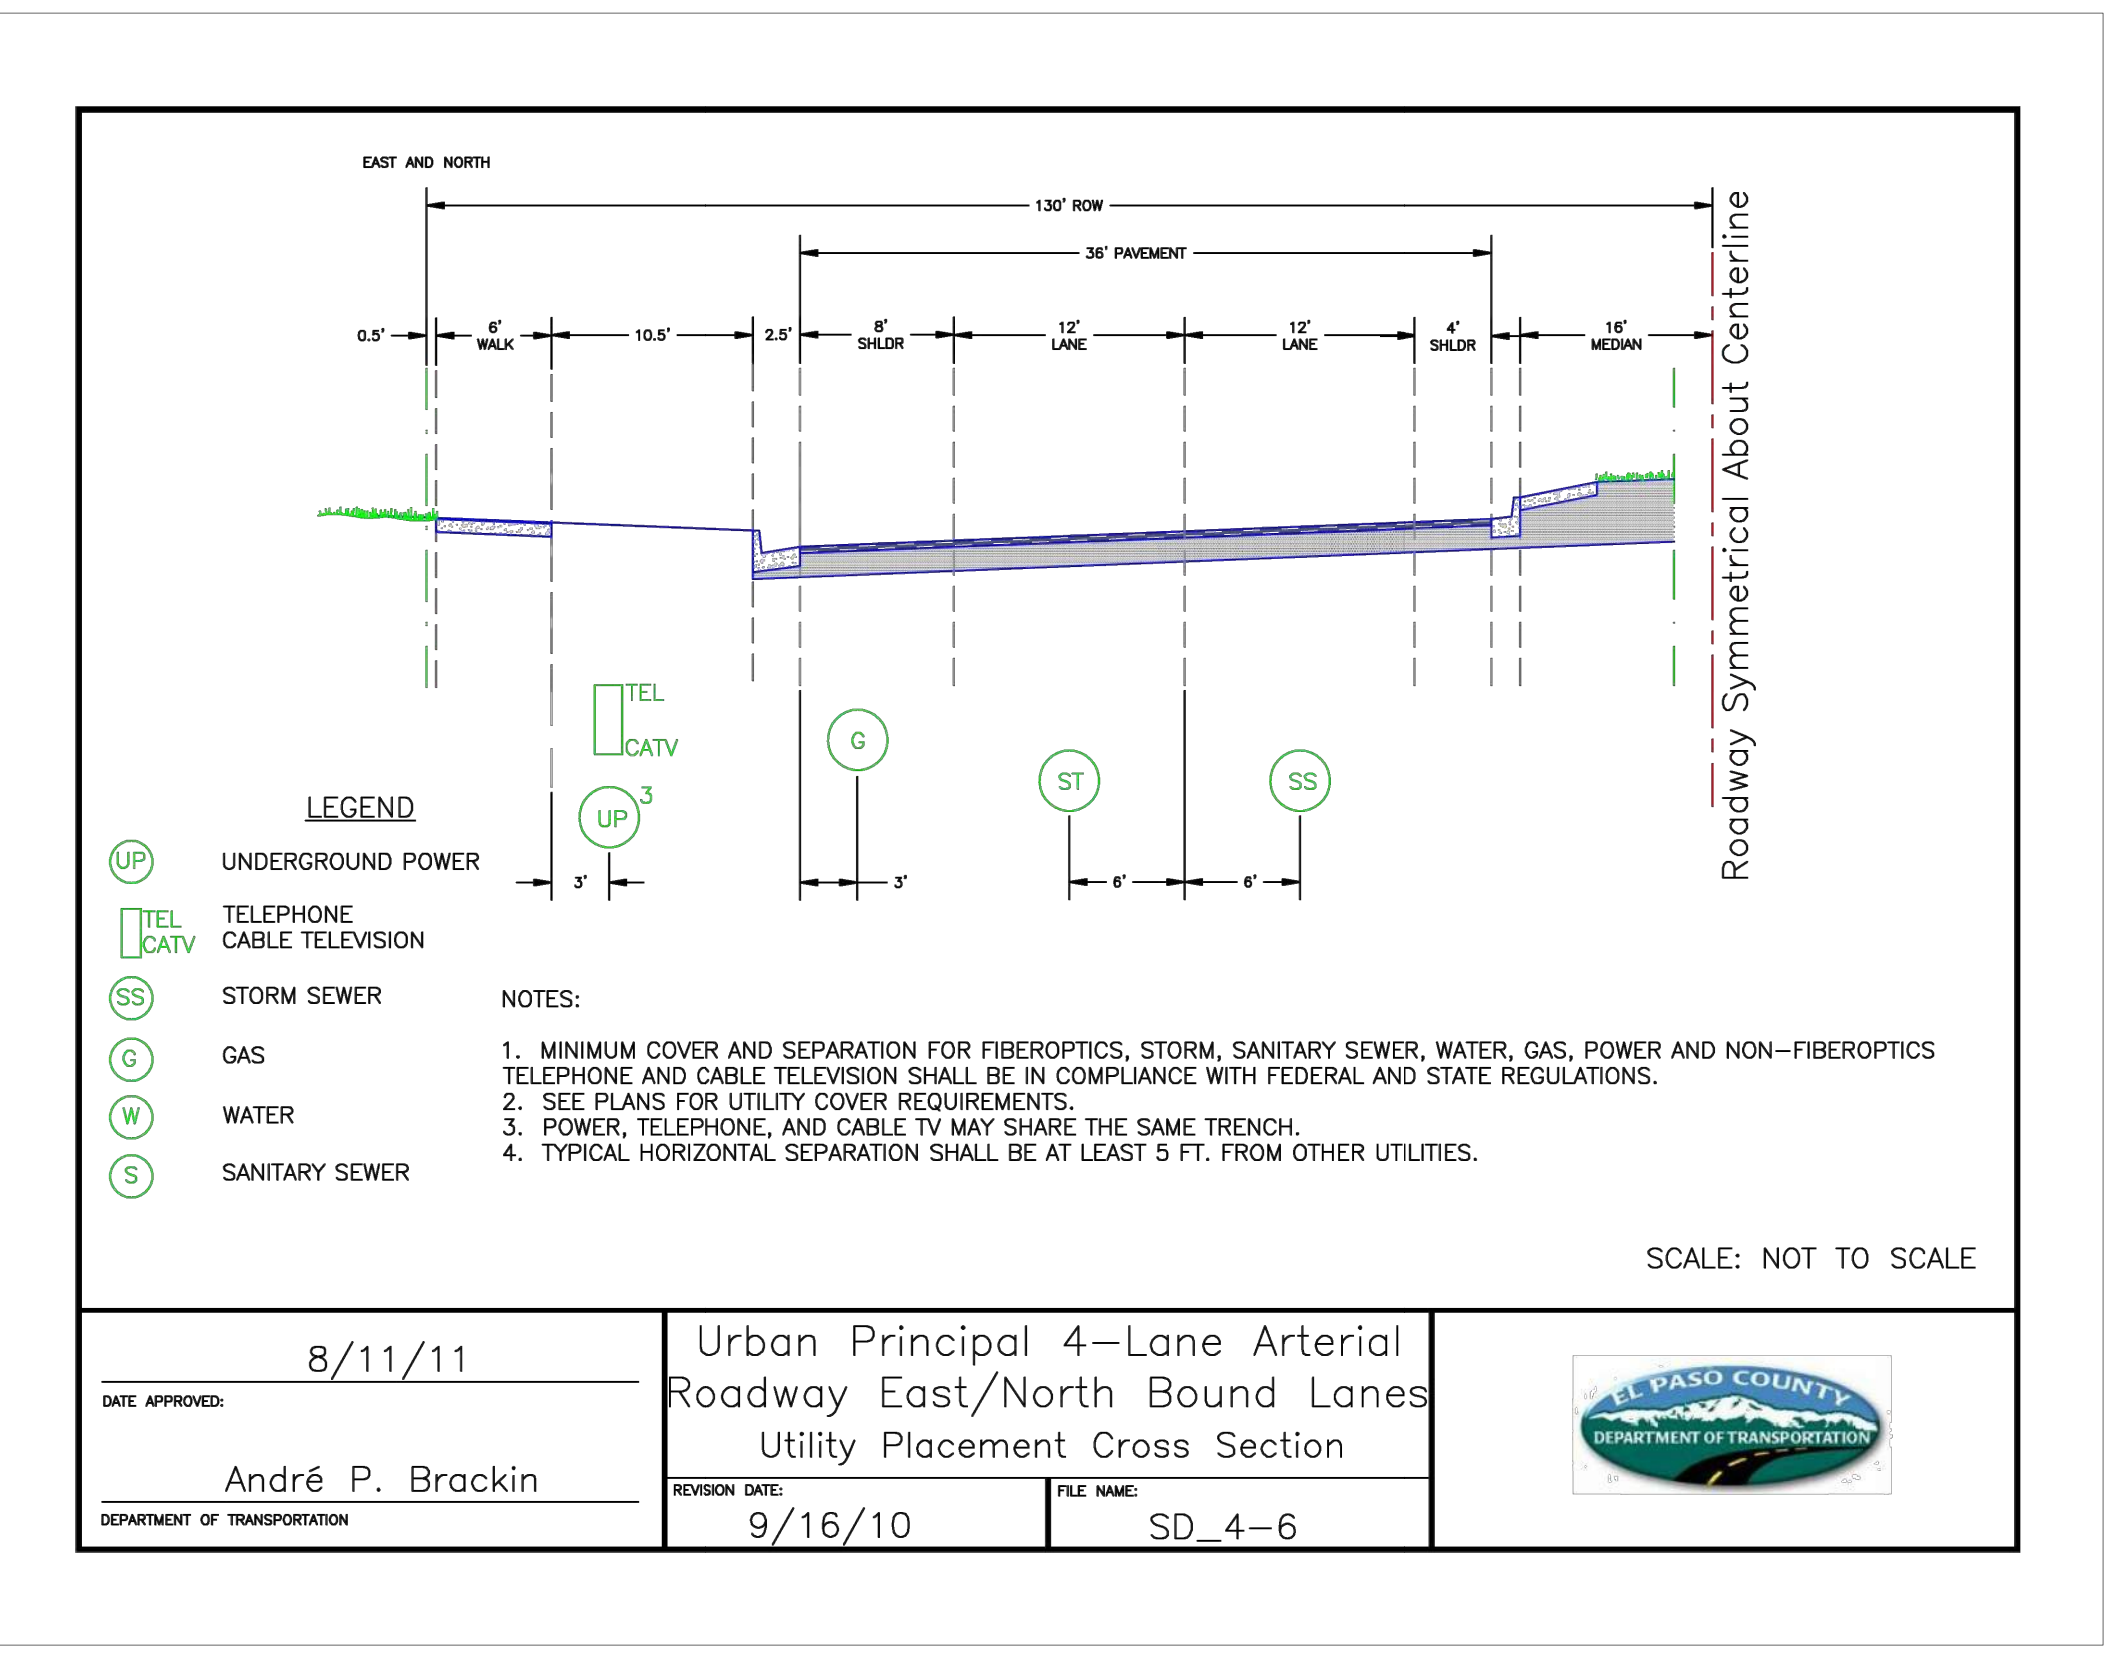 EAST AND NORTH
130' ROW
36' PAVEMENT
0.5'
6'
WALK
10.5'
2.5'
8'
SHLDR
12'
LANE
12'
LANE
4'
SHLDR
16'
MEDIAN
Roadway Symmetrical About Centerline
TEL
CATV
UP
3
G
ST
SS
3'
3'
6'
6'
LEGEND
UP UNDERGROUND POWER
TEL TELEPHONE
CATV CABLE TELEVISION
SS STORM SEWER
G GAS
W WATER
S SANITARY SEWER
NOTES:
1. MINIMUM COVER AND SEPARATION FOR FIBEROPTICS, STORM, SANITARY SEWER, WATER, GAS, POWER AND NON-FIBEROPTICS
TELEPHONE AND CABLE TELEVISION SHALL BE IN COMPLIANCE WITH FEDERAL AND STATE REGULATIONS.
2. SEE PLANS FOR UTILITY COVER REQUIREMENTS.
3. POWER, TELEPHONE, AND CABLE TV MAY SHARE THE SAME TRENCH.
4. TYPICAL HORIZONTAL SEPARATION SHALL BE AT LEAST 5 FT. FROM OTHER UTILITIES.
SCALE: NOT TO SCALE
8/11/11
DATE APPROVED:
André P. Brackin
DEPARTMENT OF TRANSPORTATION
Urban Principal 4-Lane Arterial
Roadway East/North Bound Lanes
Utility Placement Cross Section
REVISION DATE:
9/16/10
FILE NAME:
SD_4-6
EL PASO COUNTY
DEPARTMENT OF TRANSPORTATION